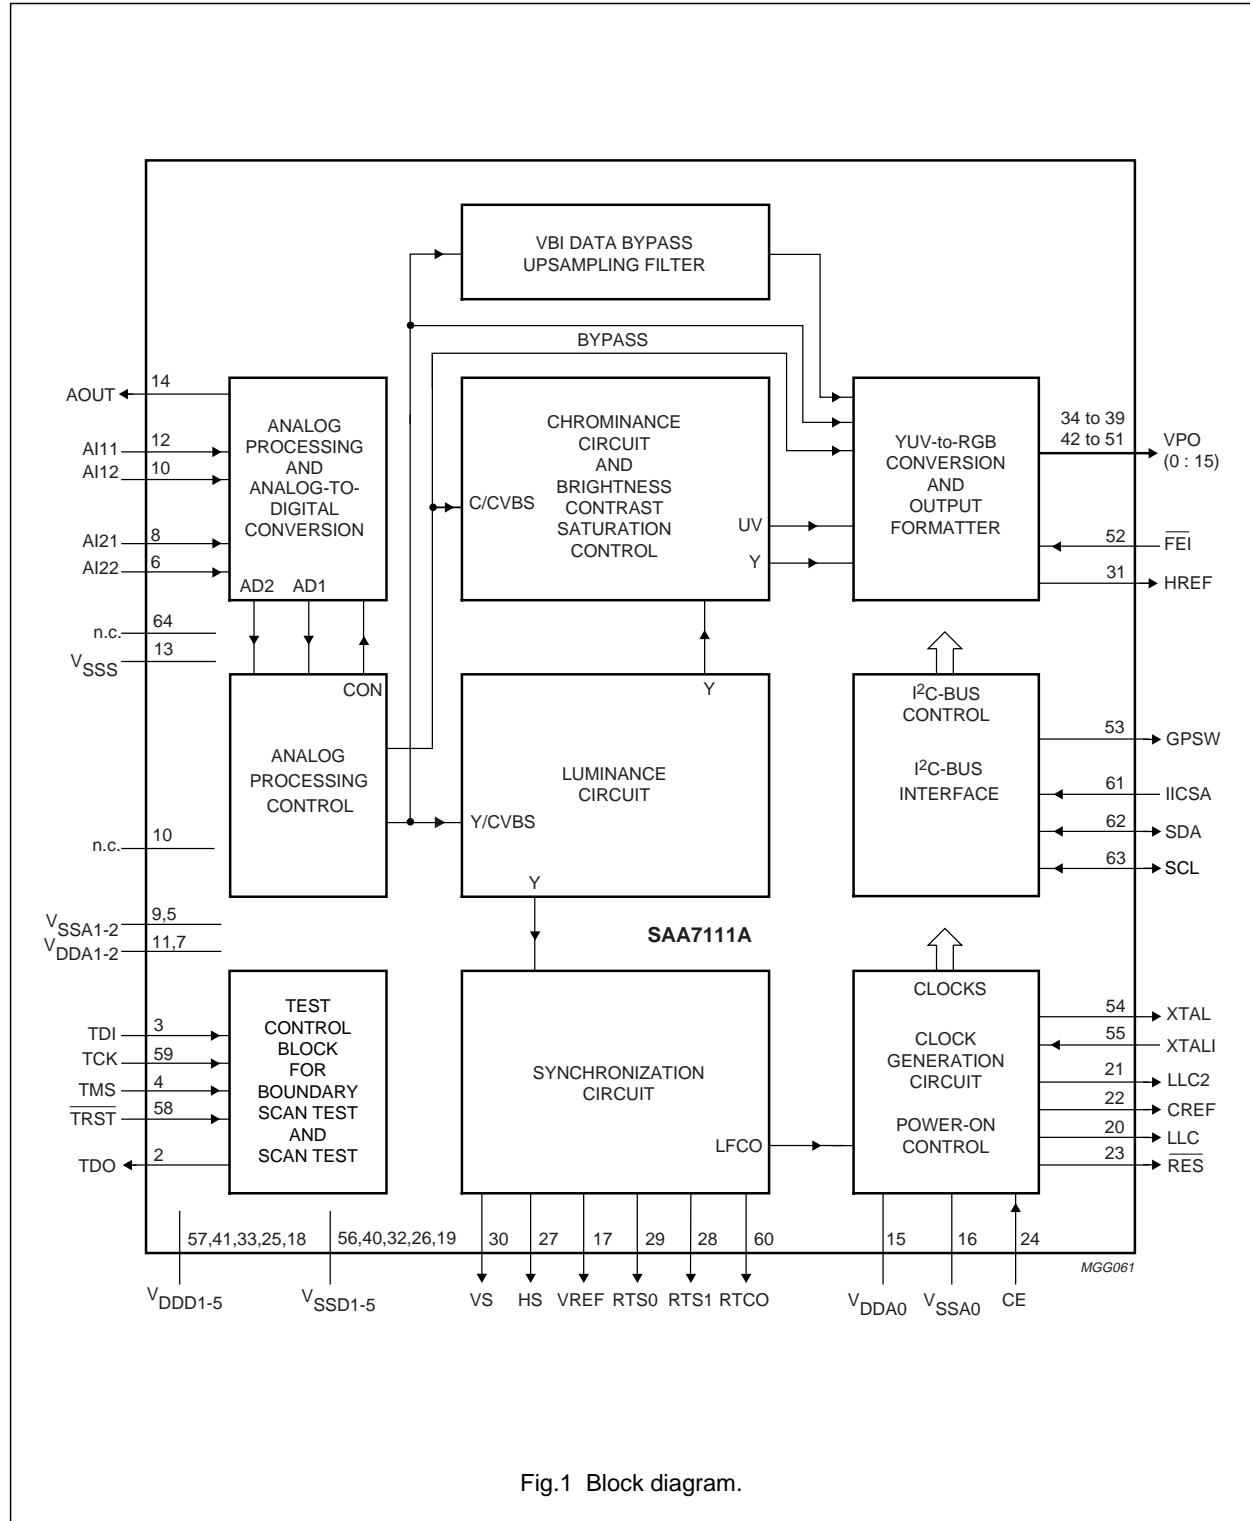 VBI DATA BYPASS
UPSAMPLING FILTER
BYPASS
AOUT
14
AI11
12
AI12
10
AI21
8
AI22
6
ANALOG
PROCESSING
AND
ANALOG-TO-
DIGITAL
CONVERSION
AD2
AD1
C/CVBS
CHROMINANCE
CIRCUIT
AND
BRIGHTNESS
CONTRAST
SATURATION
CONTROL
UV
Y
YUV-to-RGB
CONVERSION
AND
OUTPUT
FORMATTER
34 to 39
42 to 51
VPO
(0 : 15)
52
FEI
31
HREF
n.c.
64
VSSS
13
CON
ANALOG
PROCESSING
CONTROL
Y
LUMINANCE
CIRCUIT
Y/CVBS
Y
I2C-BUS
CONTROL
I2C-BUS
INTERFACE
53
GPSW
61
IICSA
62
SDA
63
SCL
n.c.
10
VSSA1-2
9,5
VDDA1-2
11,7
SAA7111A
TDI
3
TCK
59
TMS
4
TRST
58
TDO
2
TEST
CONTROL
BLOCK
FOR
BOUNDARY
SCAN TEST
AND
SCAN TEST
SYNCHRONIZATION
CIRCUIT
LFCO
CLOCKS
CLOCK
GENERATION
CIRCUIT
POWER-ON
CONTROL
54
XTAL
55
XTALI
21
LLC2
22
CREF
20
LLC
23
RES
57,41,33,25,18
56,40,32,26,19
30
27
17
29
28
60
15
16
24
MGG061
VDDD1-5
VSSD1-5
VS
HS
VREF
RTS0
RTS1
RTCO
VDDA0
VSSA0
CE
Fig.1 Block diagram.